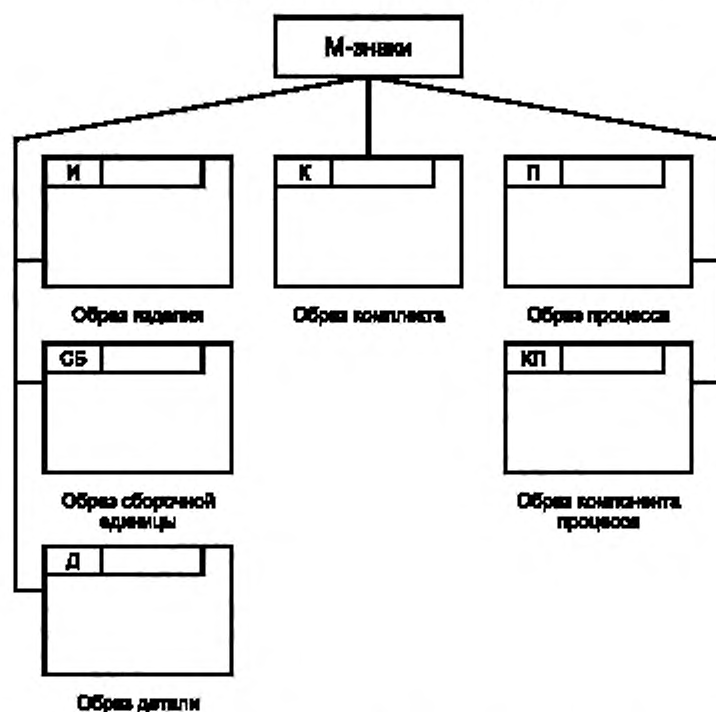 М-знаки
И
К
П
Образ изделия
Образ комплекта
Образ процесса
СБ
КП
Образ сборочной
единицы
Образ компонента
процесса
Д
Образ детали